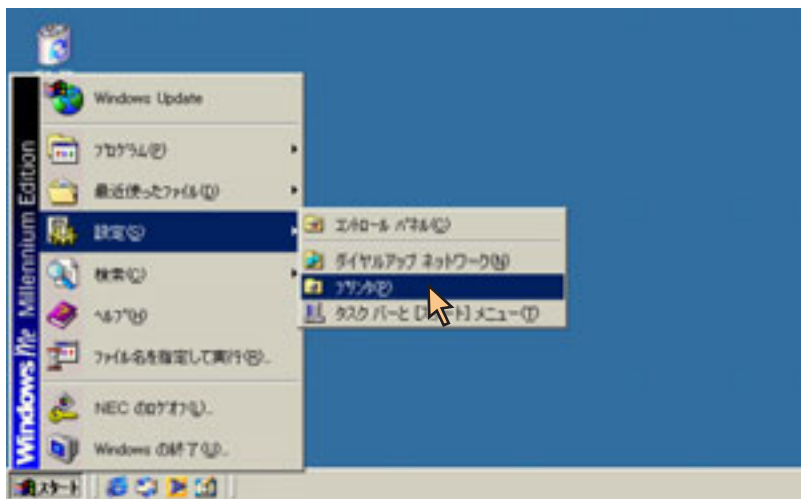 Windows Me Millennium Edition
Windows Update
プログラム(P)
最近使ったファイル(D)
設定(S)
検索(C)
ヘルプ(H)
ファイル名を指定して実行(R)...
NEC のログオフ(L)...
Windows の終了(U)...
コントロール パネル(C)
ダイヤルアップ ネットワーク(N)
プリンタ(P)
タスク バーと [スタート] メニュー(T)
スタート